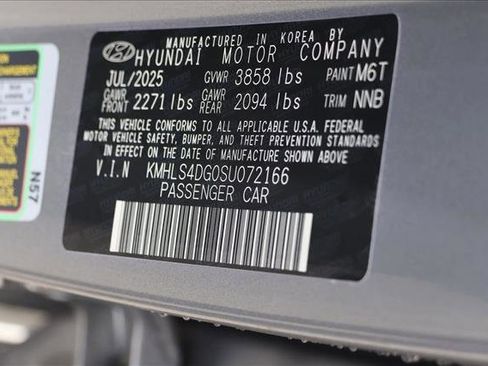 MANUFACTURED IN KOREA BY
HYUNDAI MOTOR COMPANY
JUL/2025 GVWR 3858 lbs PAINT M6T
GAWR FRONT 2271 lbs GAWR REAR 2094 lbs TRIM NNB
THIS VEHICLE CONFORMS TO ALL APPLICABLE U.S.A. FEDERAL
MOTOR VEHICLE SAFETY, BUMPER, AND THEFT PREVENTION STANDARDS
IN EFFECT ON THE DATE OF MANUFACTURE SHOWN ABOVE
V.I.N KMHLS4DG0SU072166
PASSENGER CAR
N57